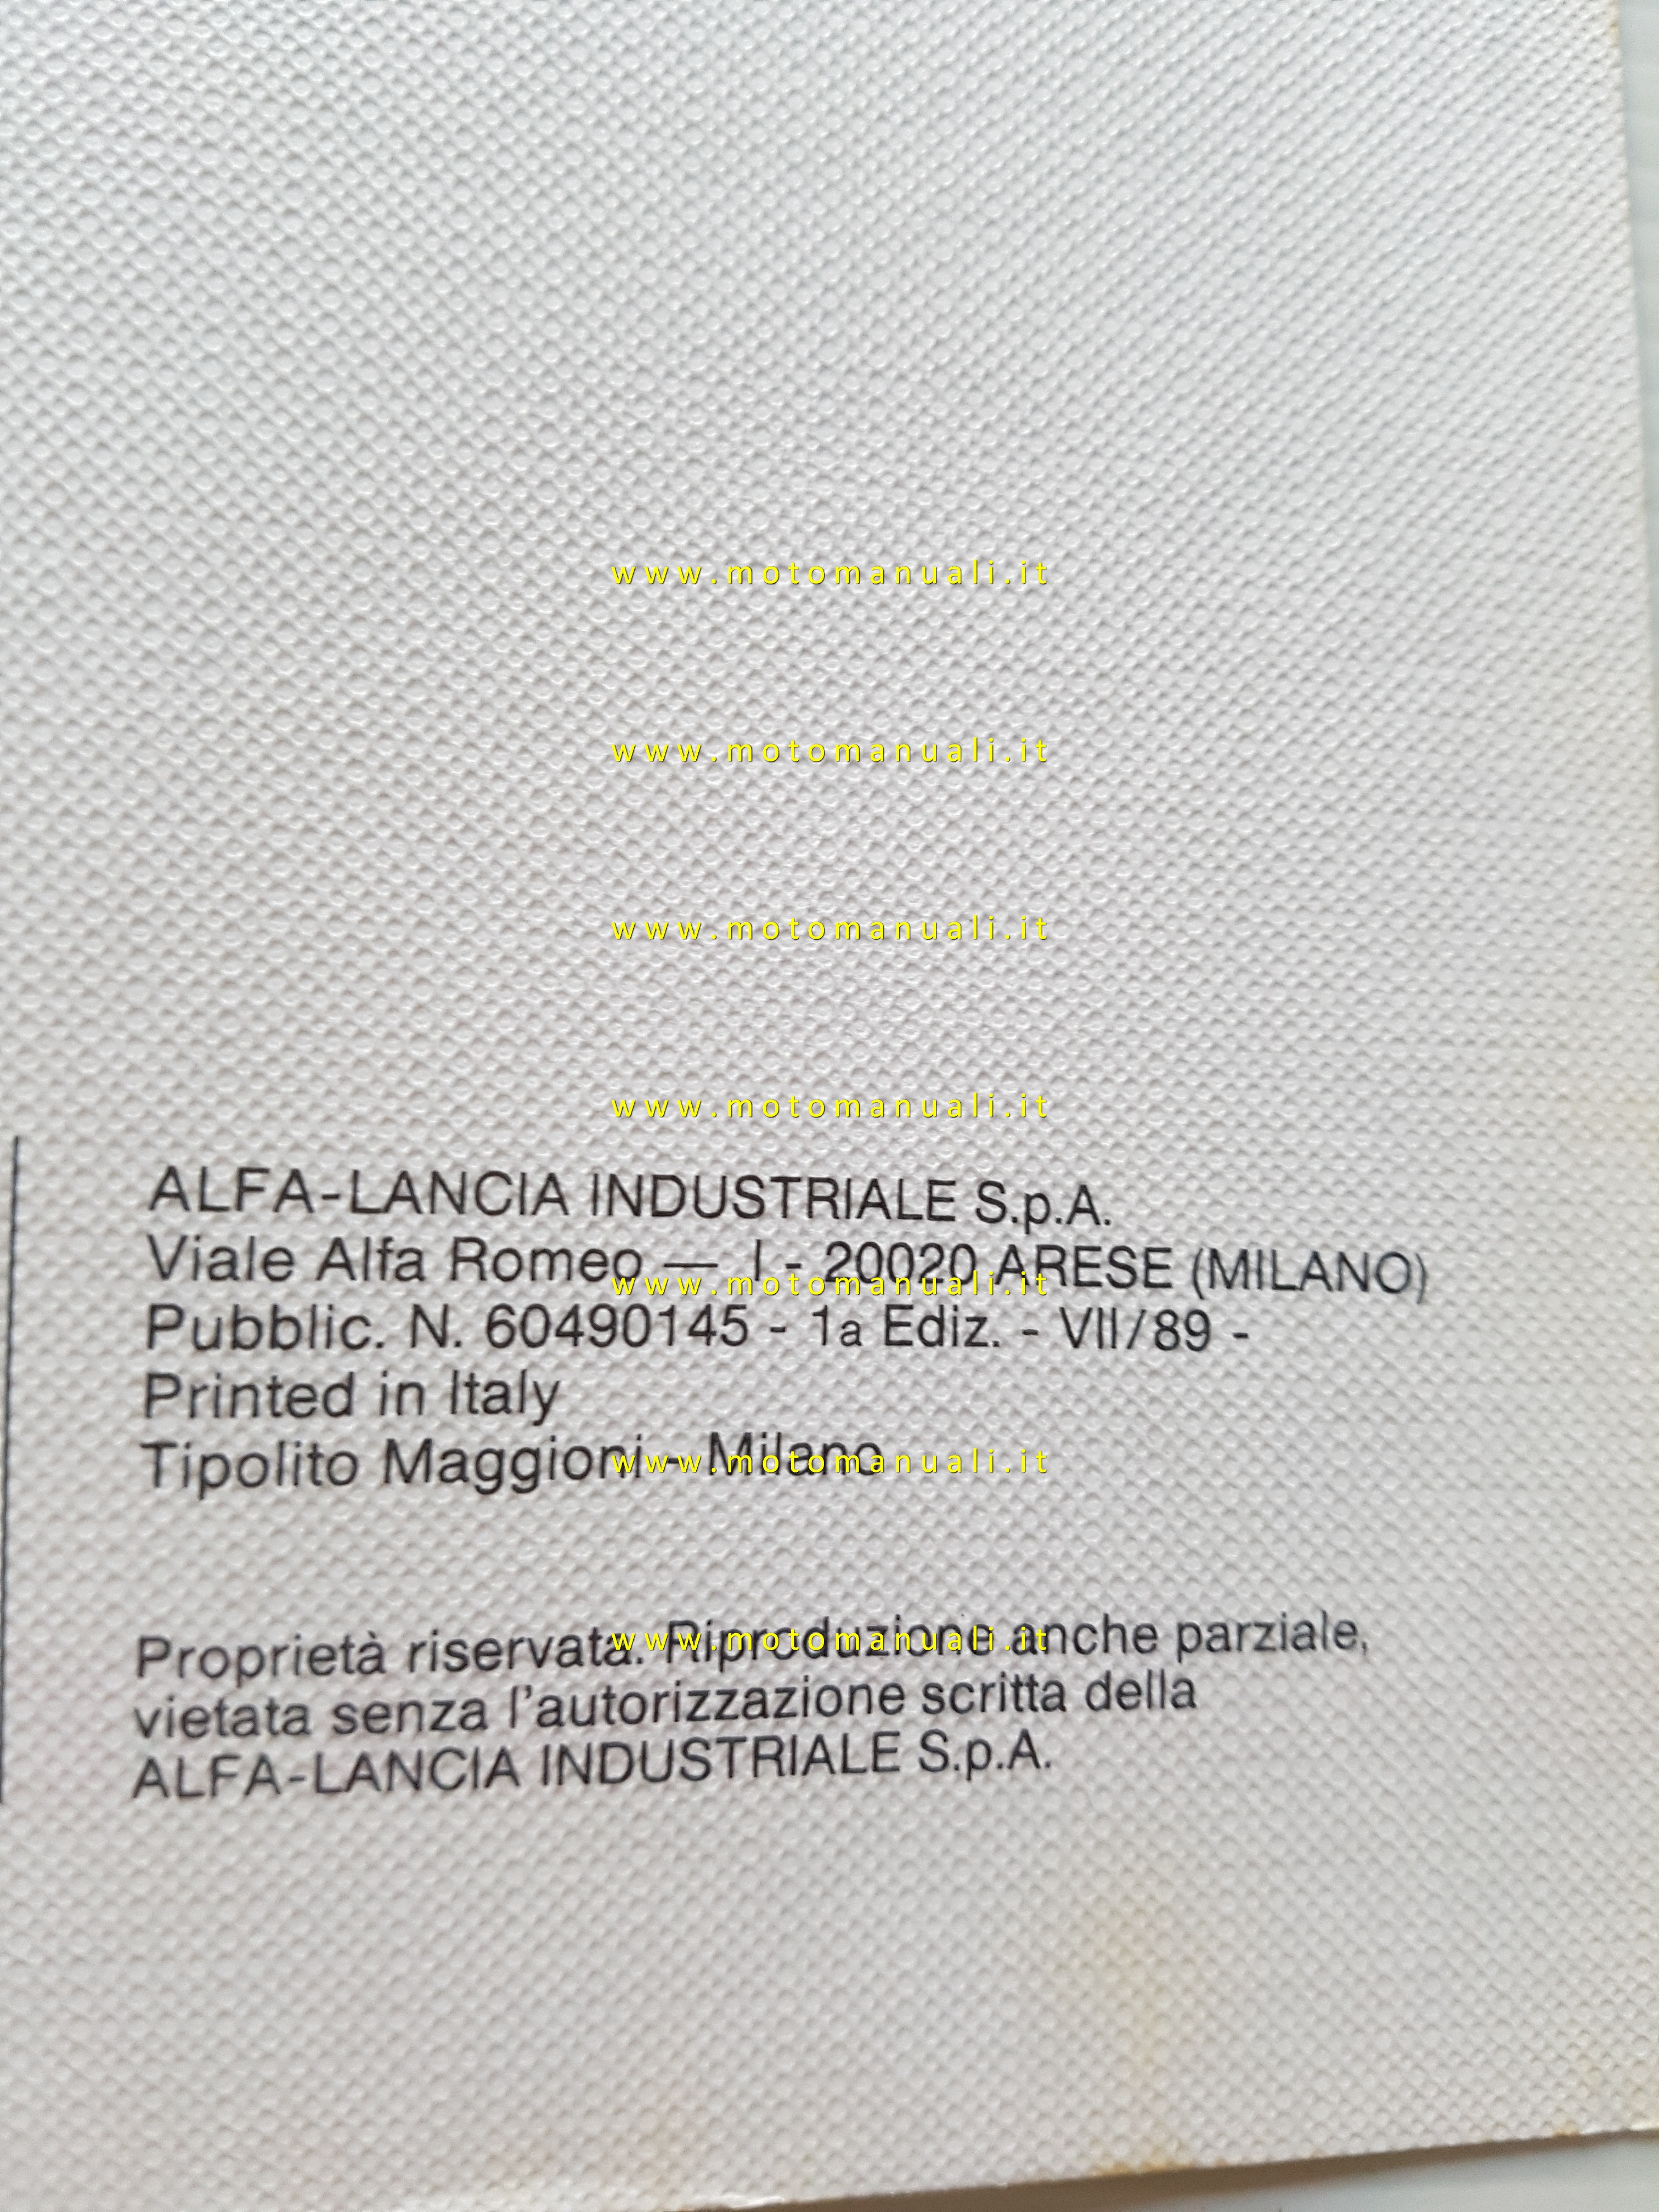 www.motomanuali.it
www.motomanuali.it
www.motomanuali.it
www.motomanuali.it
ALFA-LANCIA INDUSTRIALE S.p.A.
Viale Alfa Romeo — I - 20020 ARESE (MILANO)
www.motomanuali.it
Pubblic. N. 60490145 - 1a Ediz. - VII/89 -
Printed in Italy
Tipolito Maggioni - Milano
www.motomanuali.it
Proprietà riservata. Riproduzione anche parziale,
www.motomanuali.it
vietata senza l'autorizzazione scritta della
ALFA-LANCIA INDUSTRIALE S.p.A.